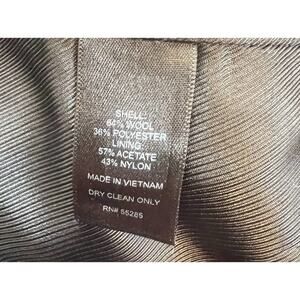 SHELL:
64% WOOL
36% POLYESTER
LINING:
57% ACETATE
43% NYLON
MADE IN VIETNAM
DRY CLEAN ONLY
RN# 55285